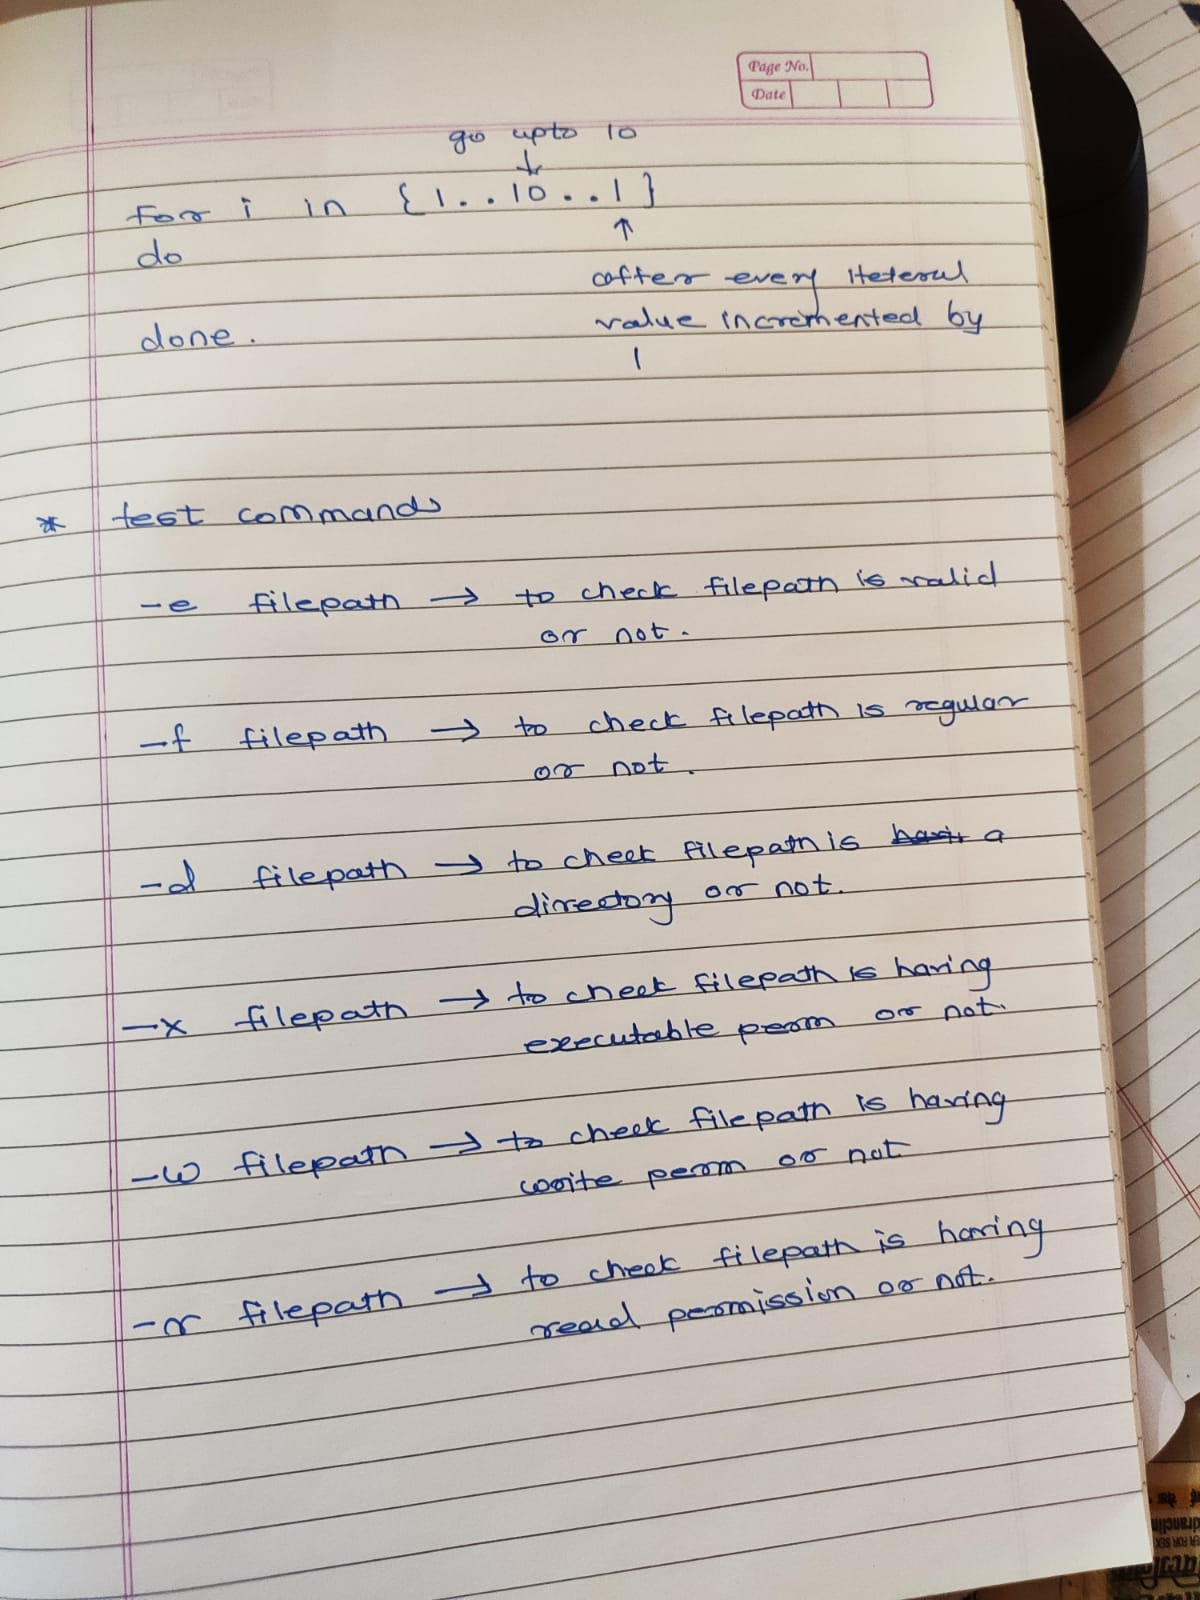 Page No.
Date
go upto 10
↓
for i in {1..10..1}
↑
do
after every iteral
value incremented by
done.
1
* test commands
-e filepath → to check filepath is valid
or not.
-f filepath → to check filepath is regular
or not.
-d filepath → to check filepath is a
directory or not.
-x filepath → to check filepath is having
executable perm or not.
-w filepath → to check filepath is having
write perm or not
-r filepath → to check filepath is having
read permission or not.